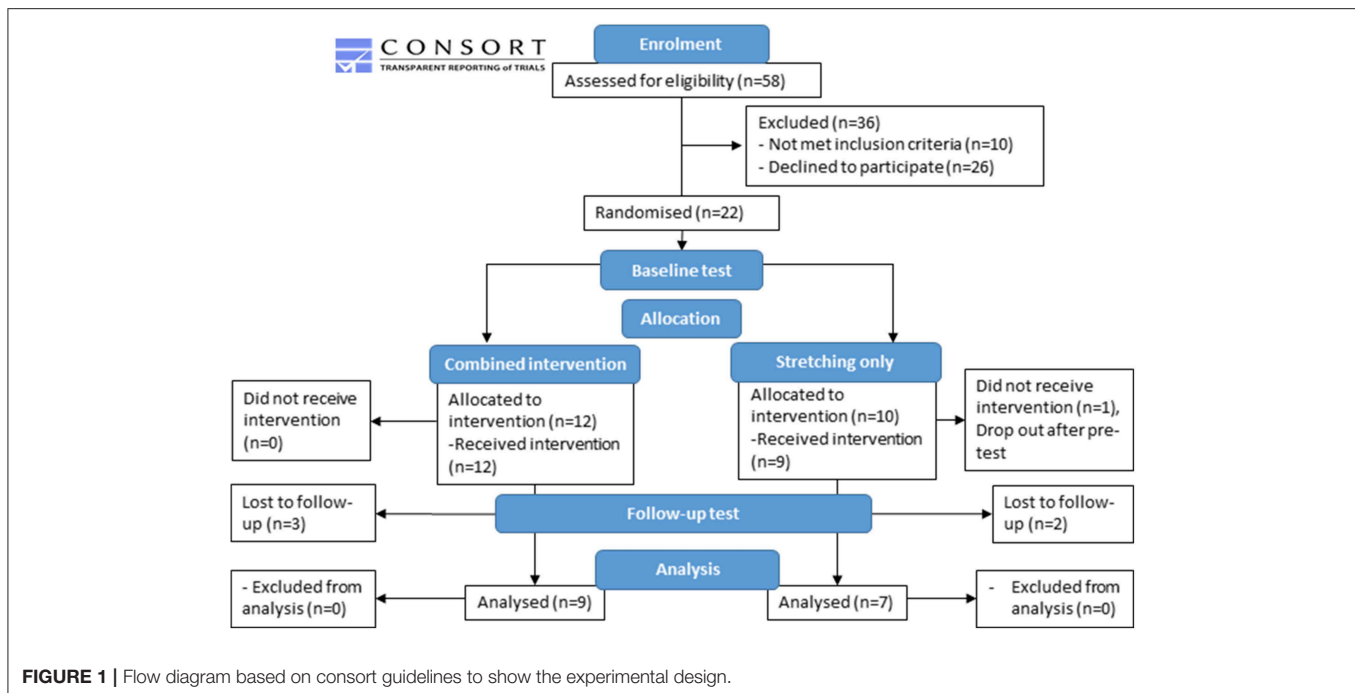 CONSORT
TRANSPARENT REPORTING of TRIALS
Enrolment
Assessed for eligibility (n=58)
Excluded (n=36)
- Not met inclusion criteria (n=10)
- Declined to participate (n=26)
Randomised (n=22)
Baseline test
Allocation
Combined intervention
Stretching only
Did not receive
intervention
(n=0)
Allocated to
intervention (n=12)
-Received intervention
(n=12)
Allocated to
intervention (n=10)
-Received intervention
(n=9)
Did not receive
intervention (n=1),
Drop out after pre-
test
Lost to follow-
up (n=3)
Follow-up test
Lost to follow-
up (n=2)
Analysis
- Excluded from
analysis (n=0)
Analysed (n=9)
Analysed (n=7)
- Excluded from
analysis (n=0)
FIGURE 1 | Flow diagram based on consort guidelines to show the experimental design.